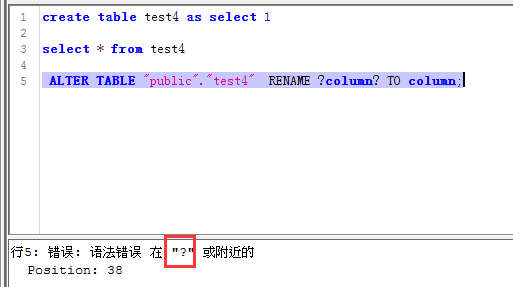 1 create table test4 as select 1
2
3 select * from test4
4
5 ALTER TABLE "public"."test4" RENAME ?column? TO column;
行5: 错误: 语法错误 在 "?" 或附近的
Position: 38